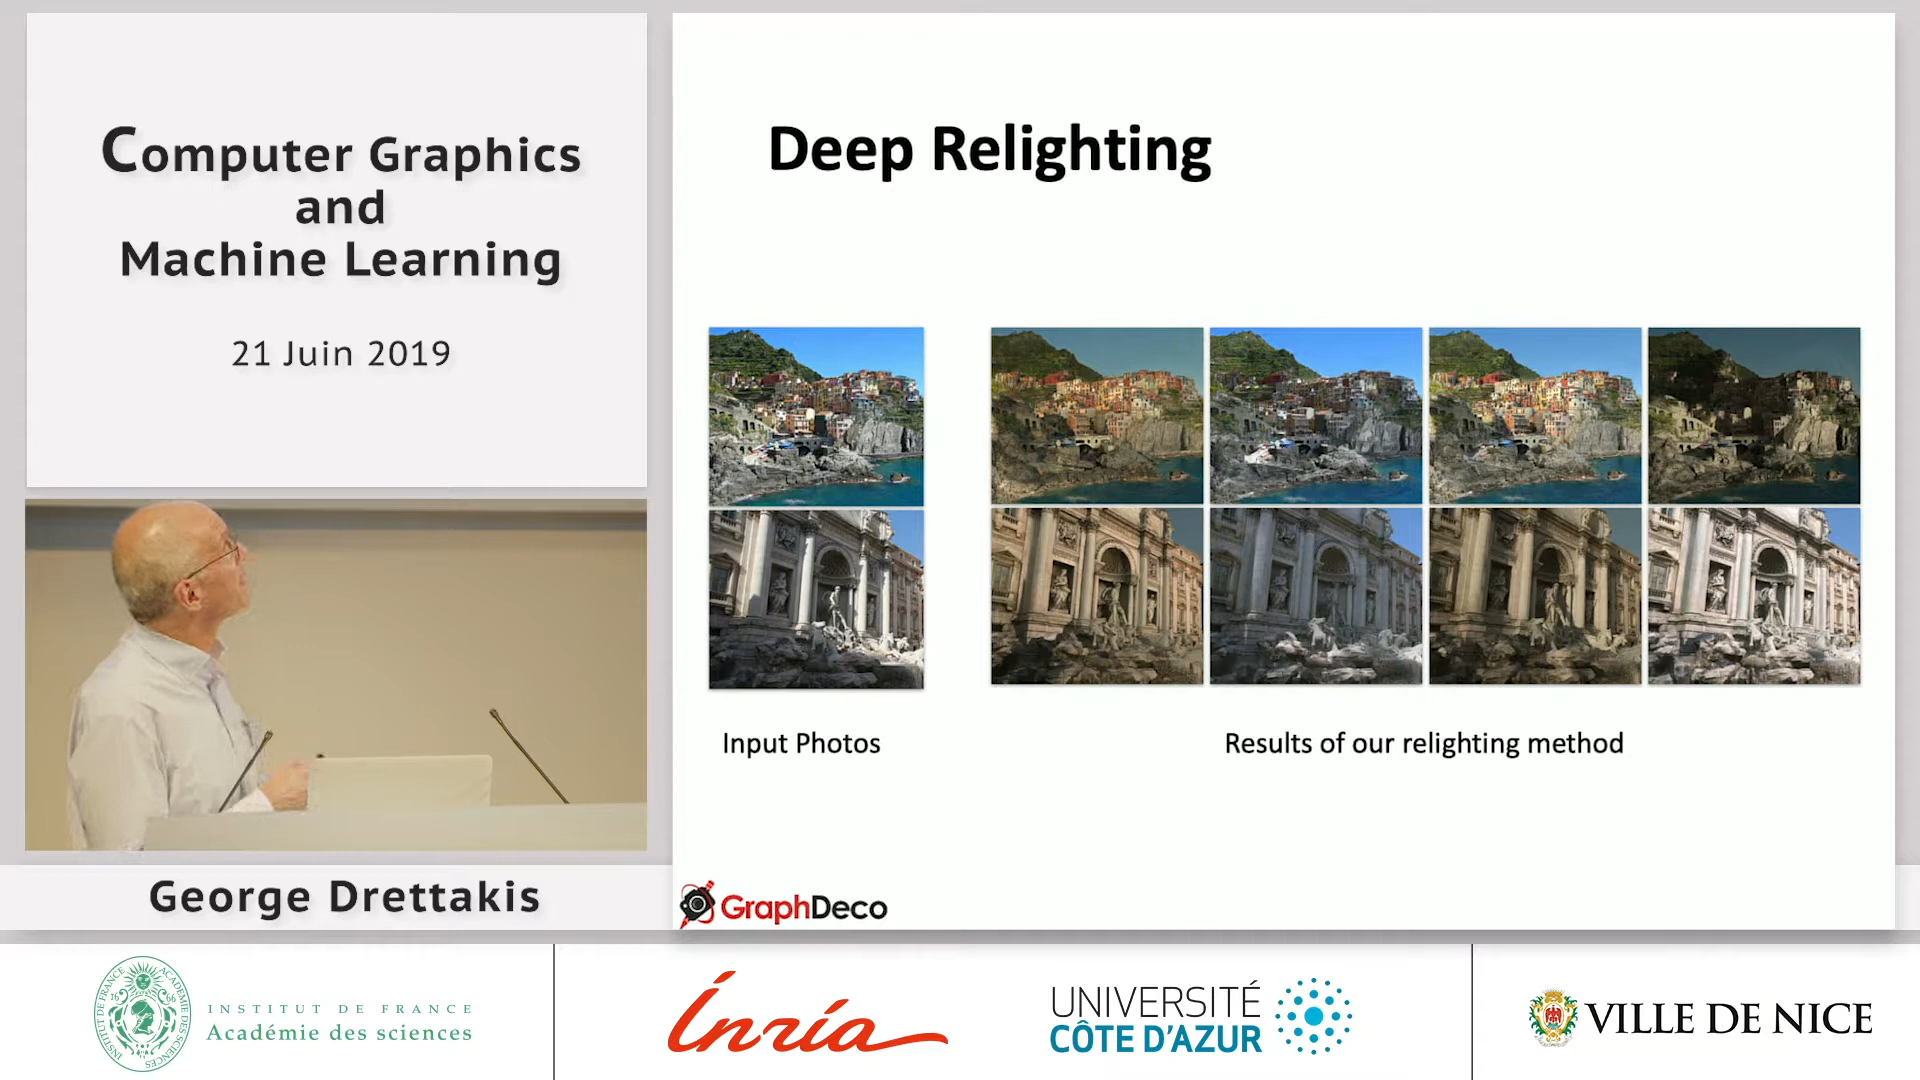 Computer Graphics
and
Machine Learning
21 Juin 2019
George Drettakis
Deep Relighting
Input Photos
Results of our relighting method
GraphDeco
INSTITUT DE FRANCE
Académie des sciences
Inria
UNIVERSITÉ
CÔTE D'AZUR
VILLE DE NICE